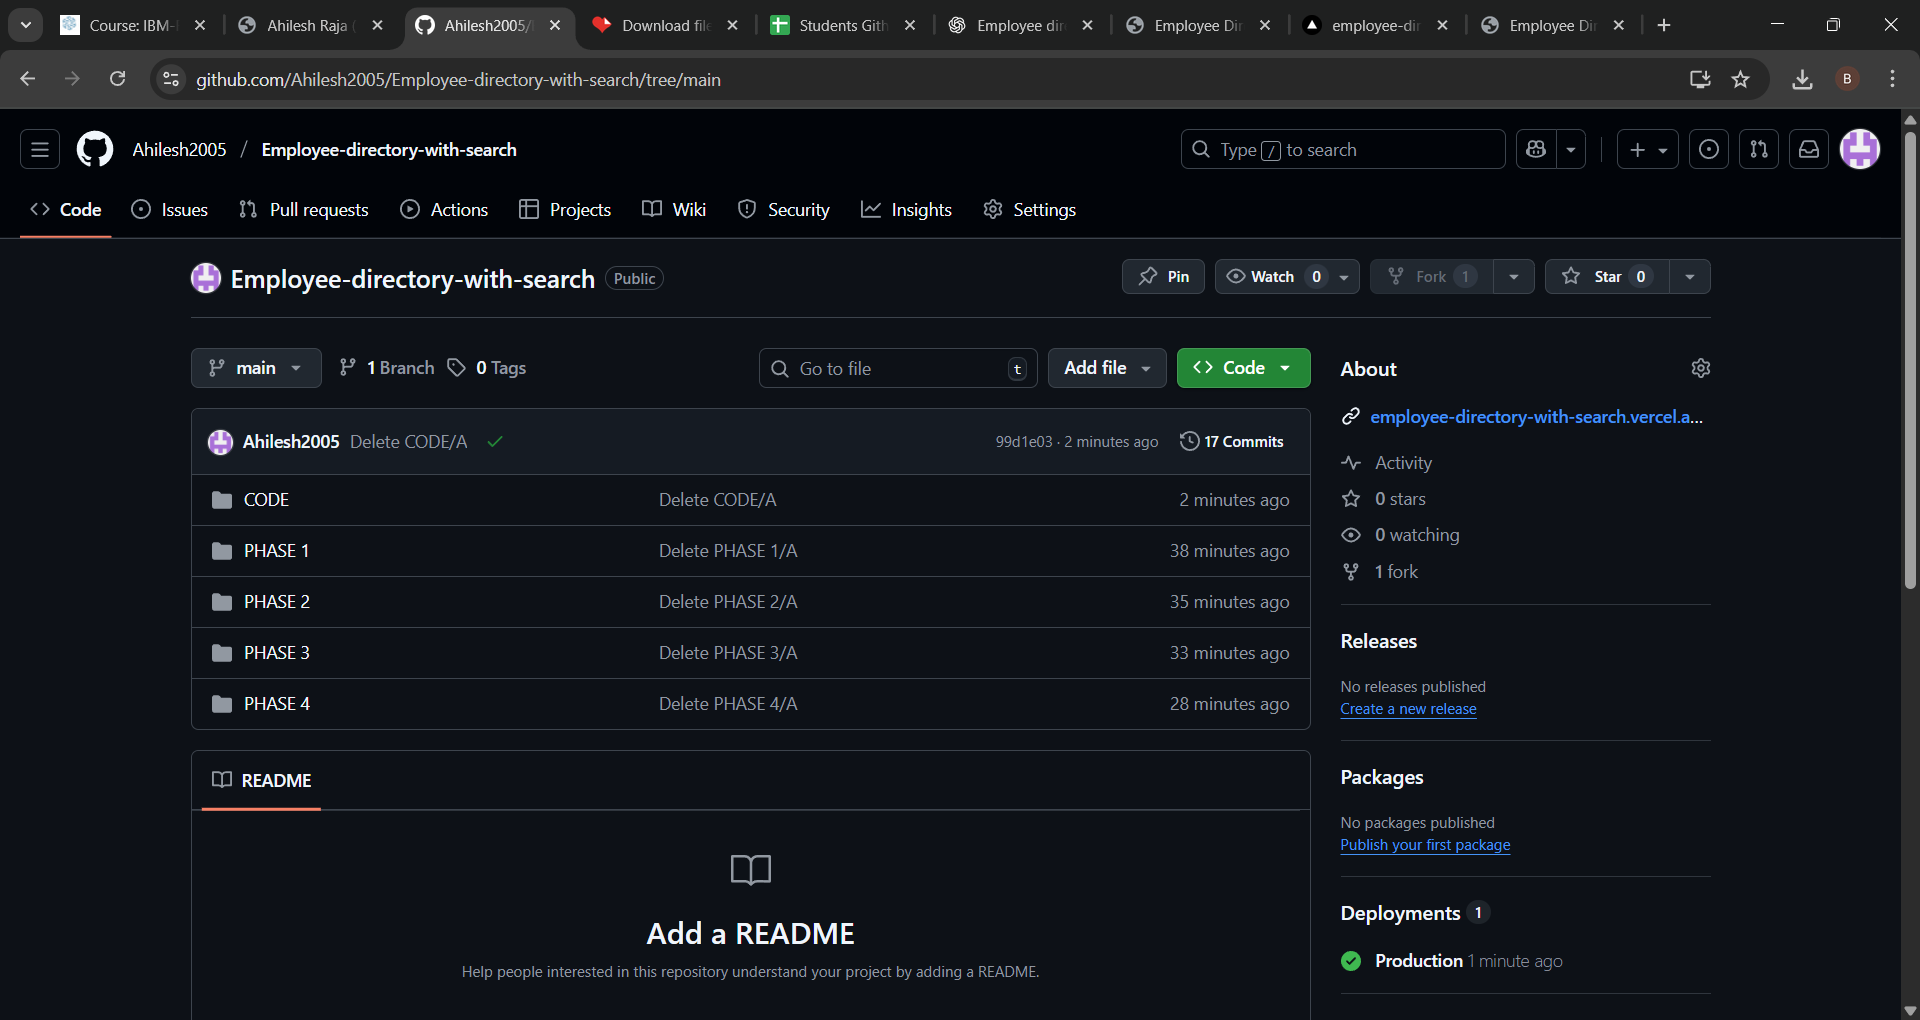 Course: IBM-
Ahilesh Raja (
Ahilesh2005/
Download file
Students Gith
Employee dir
Employee Dir
employee-dir
Employee Dir
github.com/Ahilesh2005/Employee-directory-with-search/tree/main
B
Ahilesh2005 / Employee-directory-with-search
Type / to search
Code
Issues
Pull requests
Actions
Projects
Wiki
Security
Insights
Settings
Employee-directory-with-search Public
Pin
Watch 0
Fork 1
Star 0
main
1 Branch
0 Tags
Go to file t
Add file
Code
Ahilesh2005 Delete CODE/A
99d1e03 · 2 minutes ago
17 Commits
CODE Delete CODE/A 2 minutes ago
PHASE 1 Delete PHASE 1/A 38 minutes ago
PHASE 2 Delete PHASE 2/A 35 minutes ago
PHASE 3 Delete PHASE 3/A 33 minutes ago
PHASE 4 Delete PHASE 4/A 28 minutes ago
README
Add a README
Help people interested in this repository understand your project by adding a README.
About
employee-directory-with-search.vercel.a...
Activity
0 stars
0 watching
1 fork
Releases
No releases published
Create a new release
Packages
No packages published
Publish your first package
Deployments 1
Production 1 minute ago